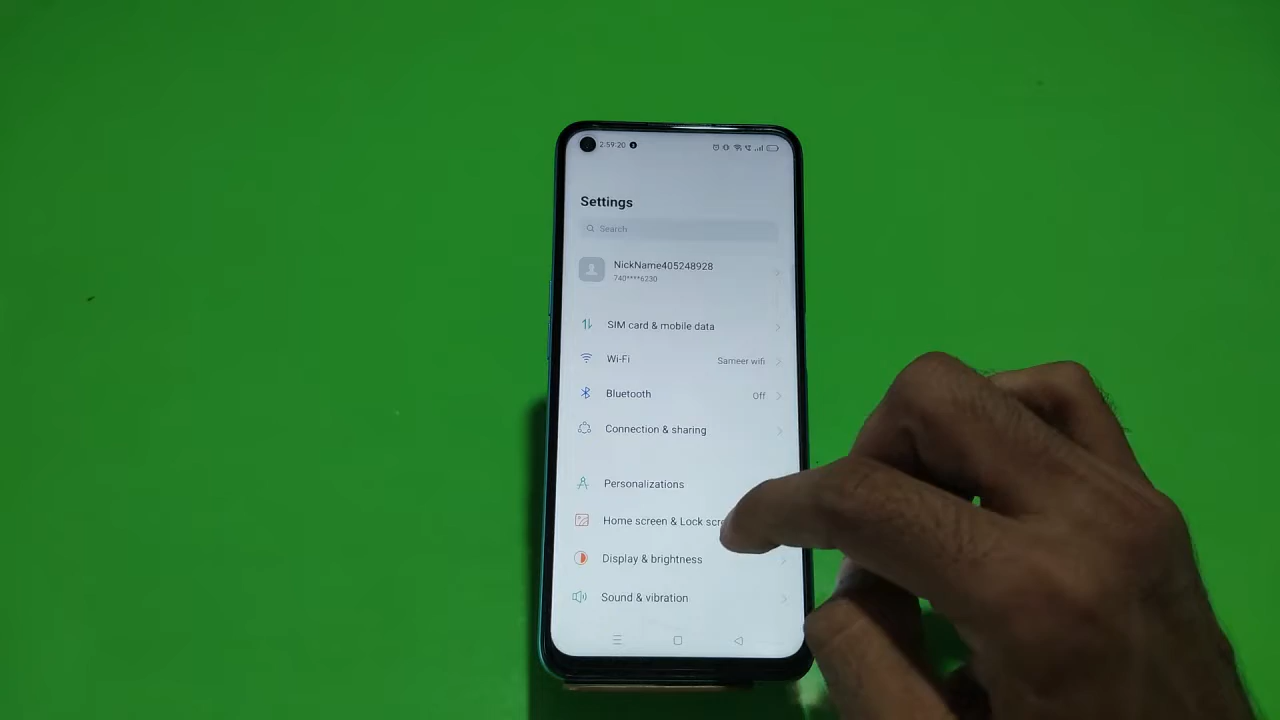 2:59:20
Settings
Search
NickName405248928
740****6230
SIM card & mobile data
Wi-Fi Sameer wifi
Bluetooth Off
Connection & sharing
Personalizations
Home screen & Lock scre
Display & brightness
Sound & vibration